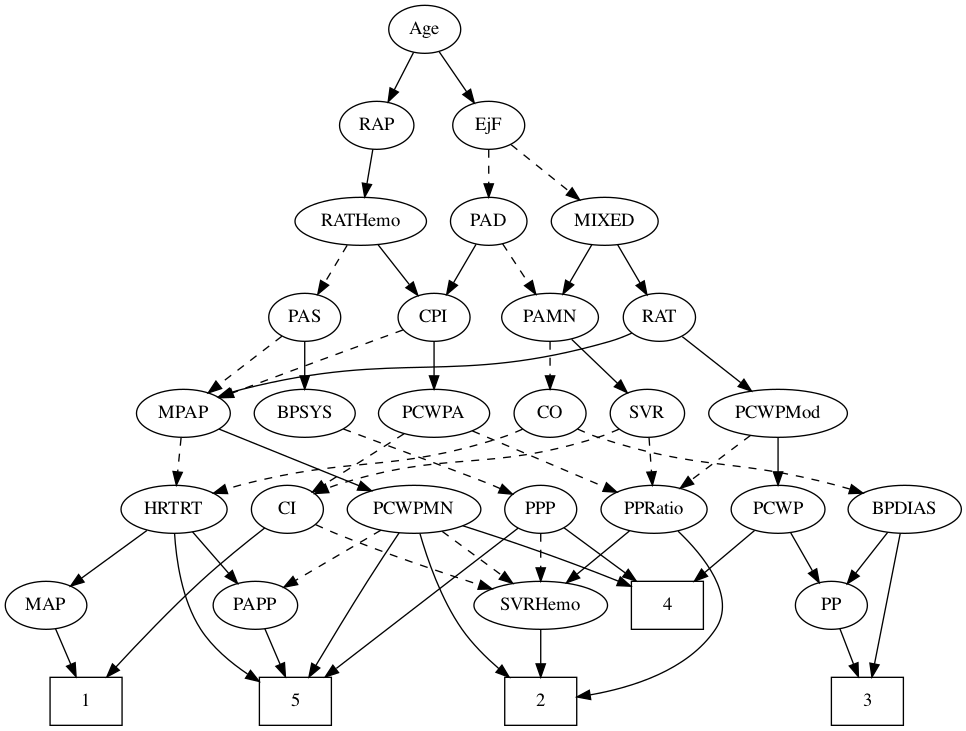 Age
RAP
EjF
RATHemo
PAD
MIXED
PAS
CPI
PAMN
RAT
MPAP
BPSYS
PCWPA
CO
SVR
PCWPMod
HRTRT
CI
PCWPMN
PPP
PPRatio
PCWP
BPDIAS
MAP
PAPP
SVRHemo
4
PP
1
5
2
3